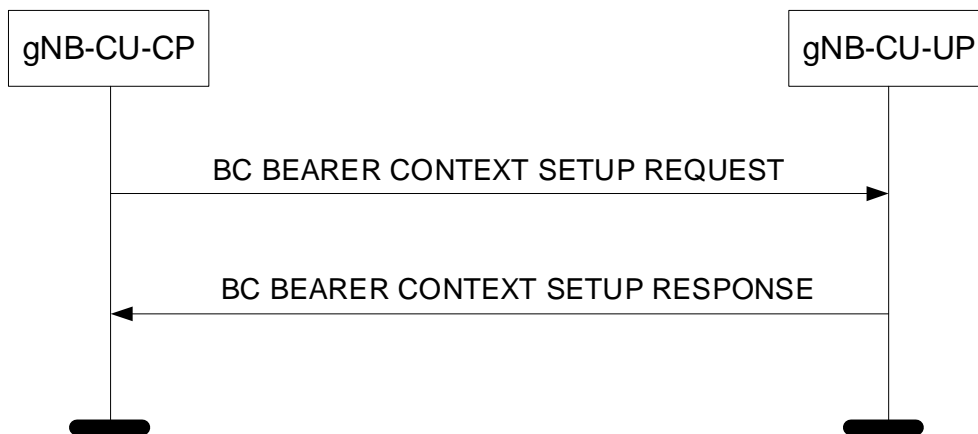 gNB-CU-CP
gNB-CU-UP
BC BEARER CONTEXT SETUP REQUEST
BC BEARER CONTEXT SETUP RESPONSE